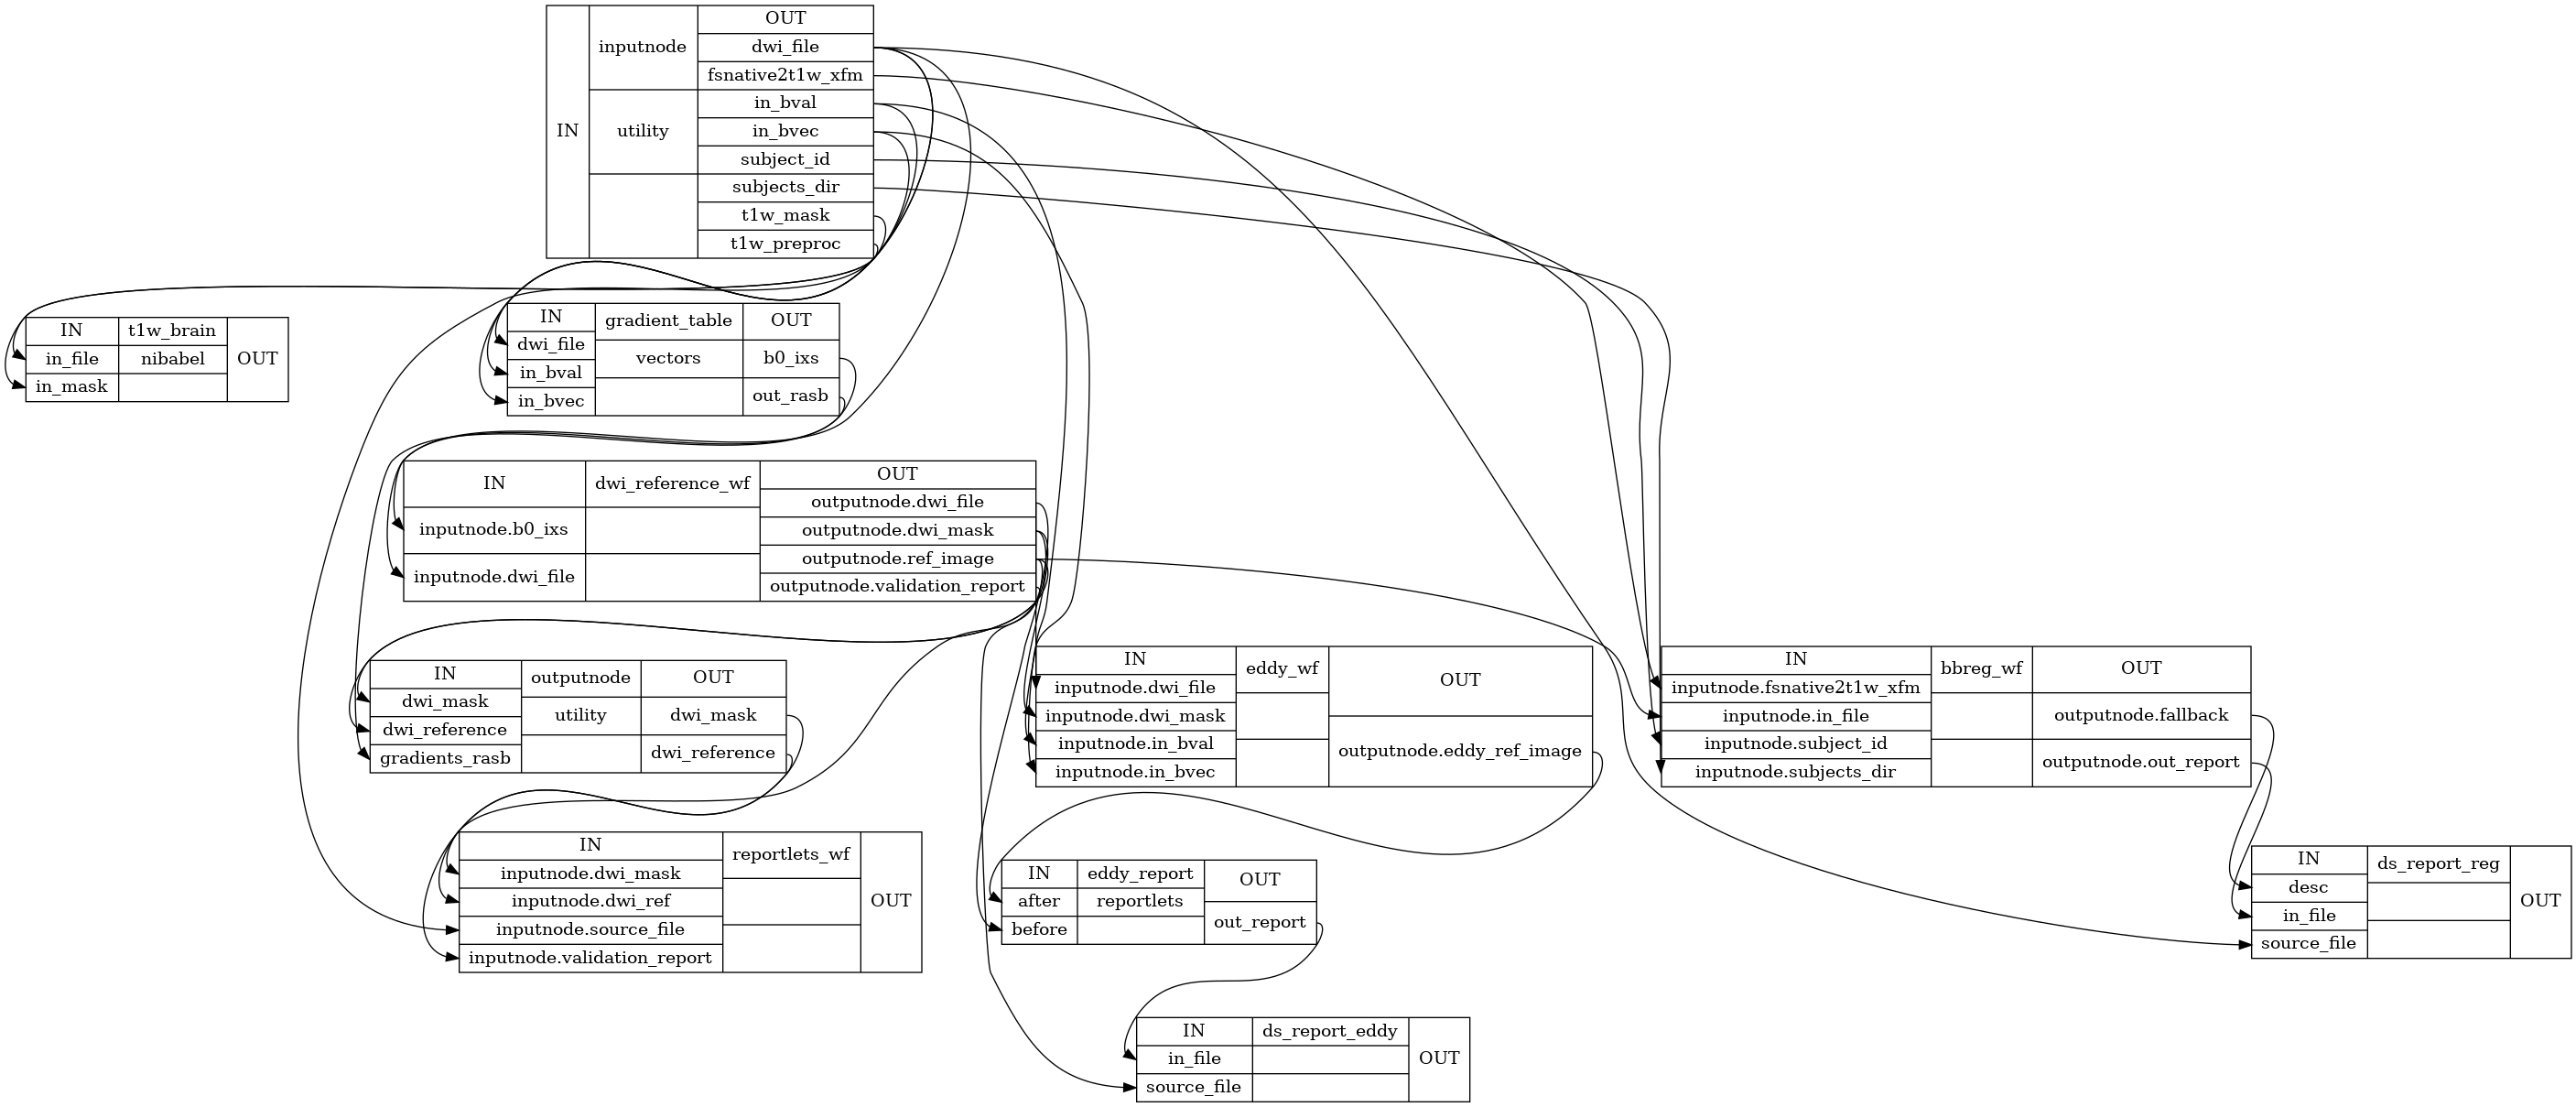 IN
inputnode
utility
OUT
dwi_file
fsnative2t1w_xfm
in_bval
in_bvec
subject_id
subjects_dir
t1w_mask
t1w_preproc
IN
in_file
in_mask
t1w_brain
nibabel
OUT
IN
dwi_file
in_bval
in_bvec
gradient_table
vectors
OUT
b0_ixs
out_rasb
IN
inputnode.b0_ixs
inputnode.dwi_file
dwi_reference_wf
OUT
outputnode.dwi_file
outputnode.dwi_mask
outputnode.ref_image
outputnode.validation_report
IN
dwi_mask
dwi_reference
gradients_rasb
outputnode
utility
OUT
dwi_mask
dwi_reference
IN
inputnode.dwi_file
inputnode.dwi_mask
inputnode.in_bval
inputnode.in_bvec
eddy_wf
OUT
outputnode.eddy_ref_image
IN
inputnode.fsnative2t1w_xfm
inputnode.in_file
inputnode.subject_id
inputnode.subjects_dir
bbreg_wf
OUT
outputnode.fallback
outputnode.out_report
IN
inputnode.dwi_mask
inputnode.dwi_ref
inputnode.source_file
inputnode.validation_report
reportlets_wf
OUT
IN
after
before
eddy_report
reportlets
OUT
out_report
IN
desc
in_file
source_file
ds_report_reg
OUT
IN
in_file
source_file
ds_report_eddy
OUT